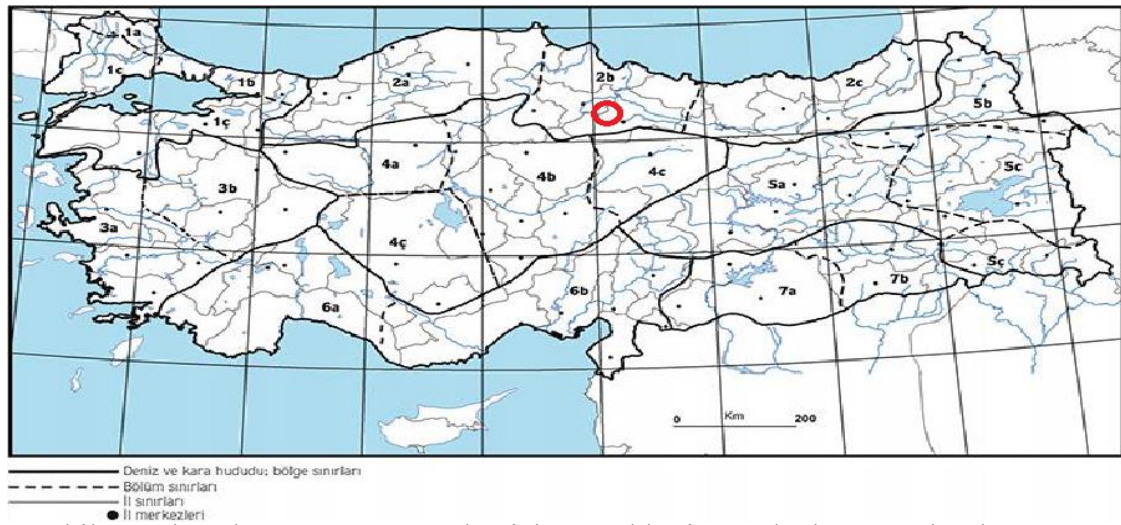 1a
1c
1b
1ç
2a
2b
2c
5b
4a
4b
4c
5a
5c
3b
3a
4ç
5ç
6a
6b
7a
7b
0 Km 200
Deniz ve kara hududu; bölge sınırları
Bölüm sınırları
İl sınırları
İl merkezleri